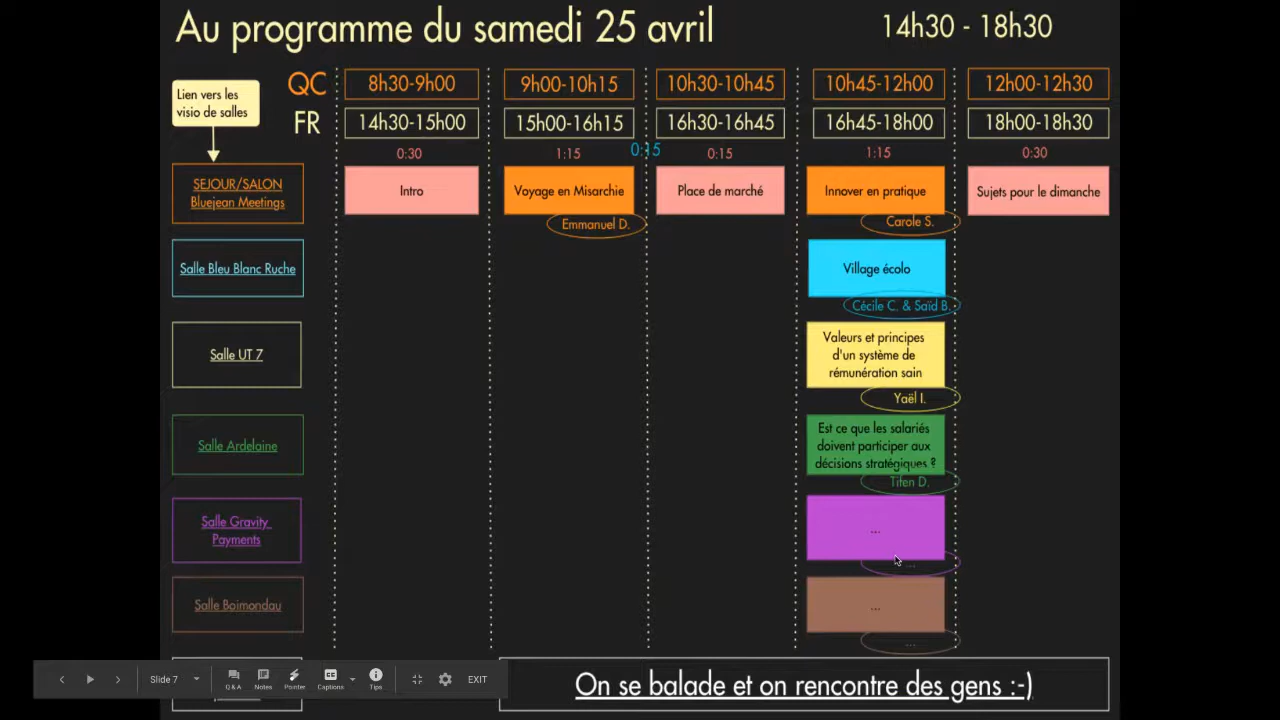 Au programme du samedi 25 avril
14h30 - 18h30
Lien vers les
visio de salles
QC
8h30-9h00
9h00-10h15
10h30-10h45
10h45-12h00
12h00-12h30
FR
14h30-15h00
15h00-16h15
16h30-16h45
16h45-18h00
18h00-18h30
0:30
1:15
0:15
0:15
1:15
0:30
SEJOUR/SALON
Bluejean Meetings
Intro
Voyage en Misarchie
Place de marché
Innover en pratique
Sujets pour le dimanche
Emmanuel D.
Carole S.
Salle Bleu Blanc Ruche
Village écolo
Cécile C. & Saïd B.
Salle UT 7
Valeurs et principes
d'un système de
rémunération sain
Yaël I.
Salle Ardelaine
Est ce que les salariés
doivent participer aux
décisions stratégiques ?
Tifen D.
Salle Gravity
Payments
...
...
Salle Boimondau
...
...
Slide 7
Q & A
Notes
Pointer
Captions
Tips
EXIT
On se balade et on rencontre des gens :-)